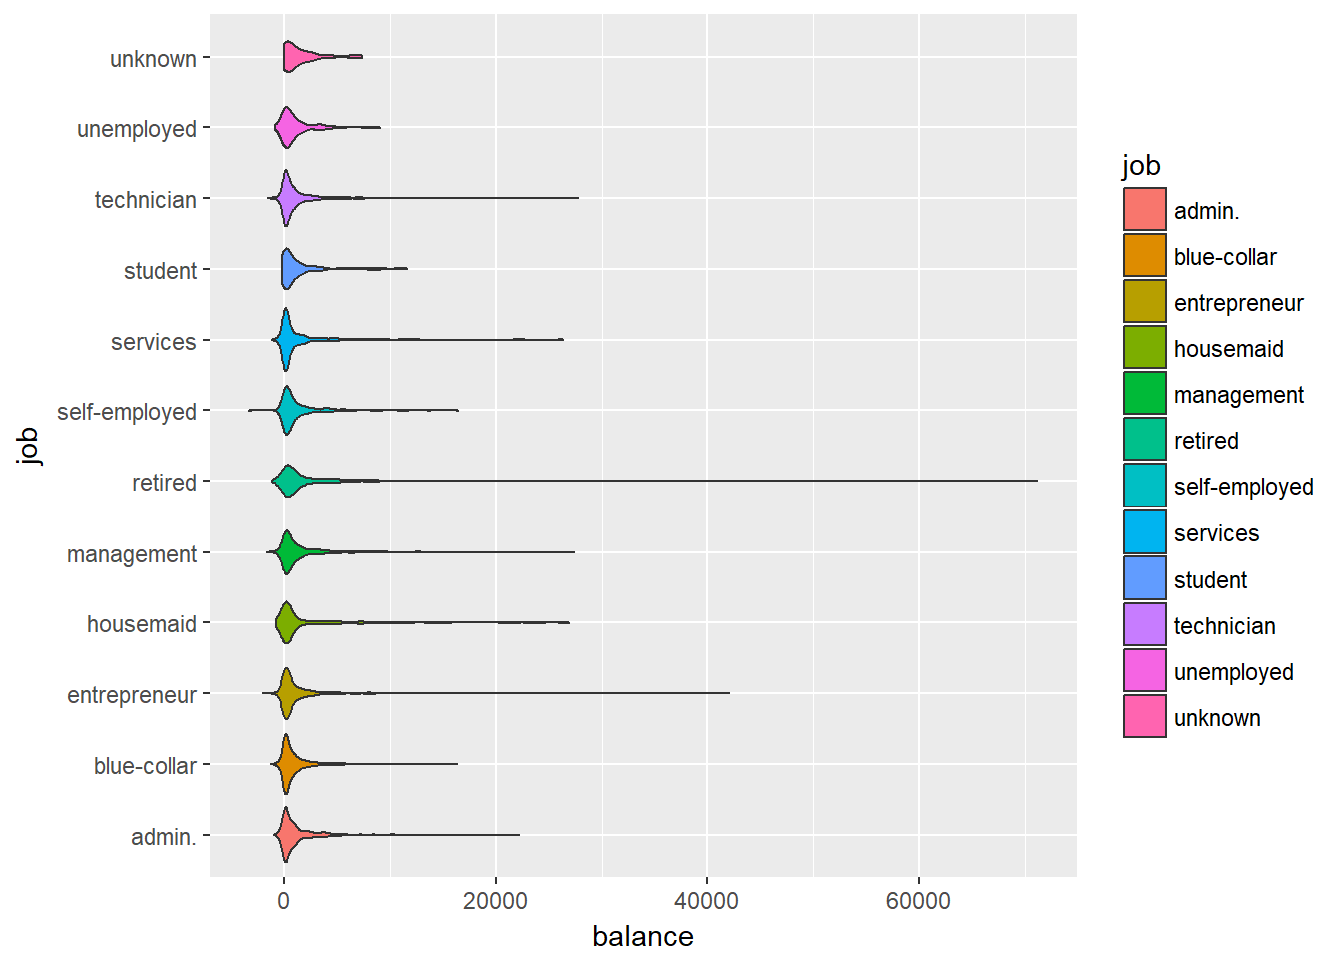 unknown
unemployed
technician
student
services
self-employed
retired
management
housemaid
entrepreneur
blue-collar
admin.
job
0 20000 40000 60000
balance
job
admin.
blue-collar
entrepreneur
housemaid
management
retired
self-employed
services
student
technician
unemployed
unknown